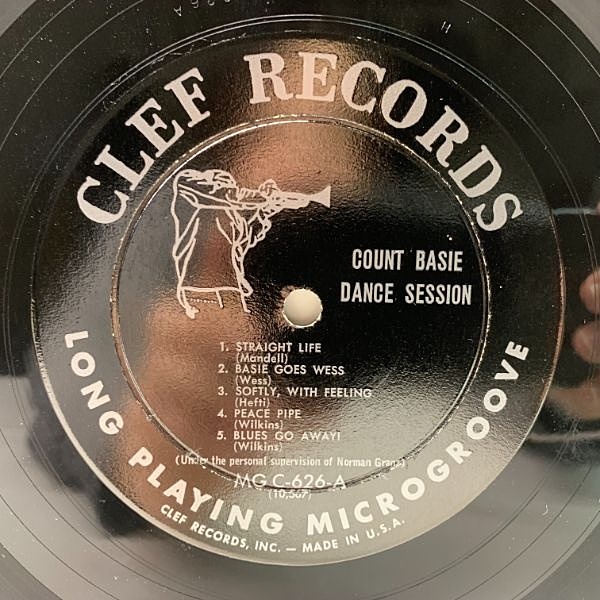 CLEF RECORDS
COUNT BASIE
DANCE SESSION
1. STRAIGHT LIFE
(Mandell)
2. BASIE GOES WESS
(Wess)
3. SOFTLY, WITH FEELING
(Hefti)
4. PEACE PIPE
(Wilkins)
5. BLUES GO AWAY!
(Wilkins)
(Under the personal supervision of Norman Granz)
MG C-626-A
(10,567)
LONG PLAYING MICROGROOVE
CLEF RECORDS, INC. — MADE IN U.S.A.